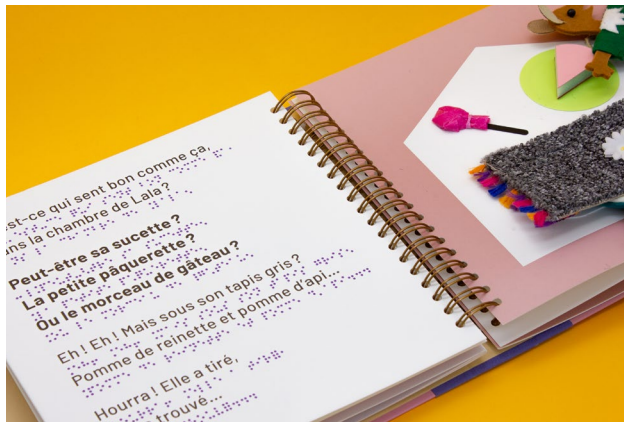 st-ce qui sent bon comme ça,
ans la chambre de Lala ?
Peut-être sa sucette ?
La petite pâquerette ?
Ou le morceau de gâteau ?
Eh ! Eh ! Mais sous son tapis gris ?
Pomme de reinette et pomme d'api...
Hourra ! Elle a tiré,
trouvé...